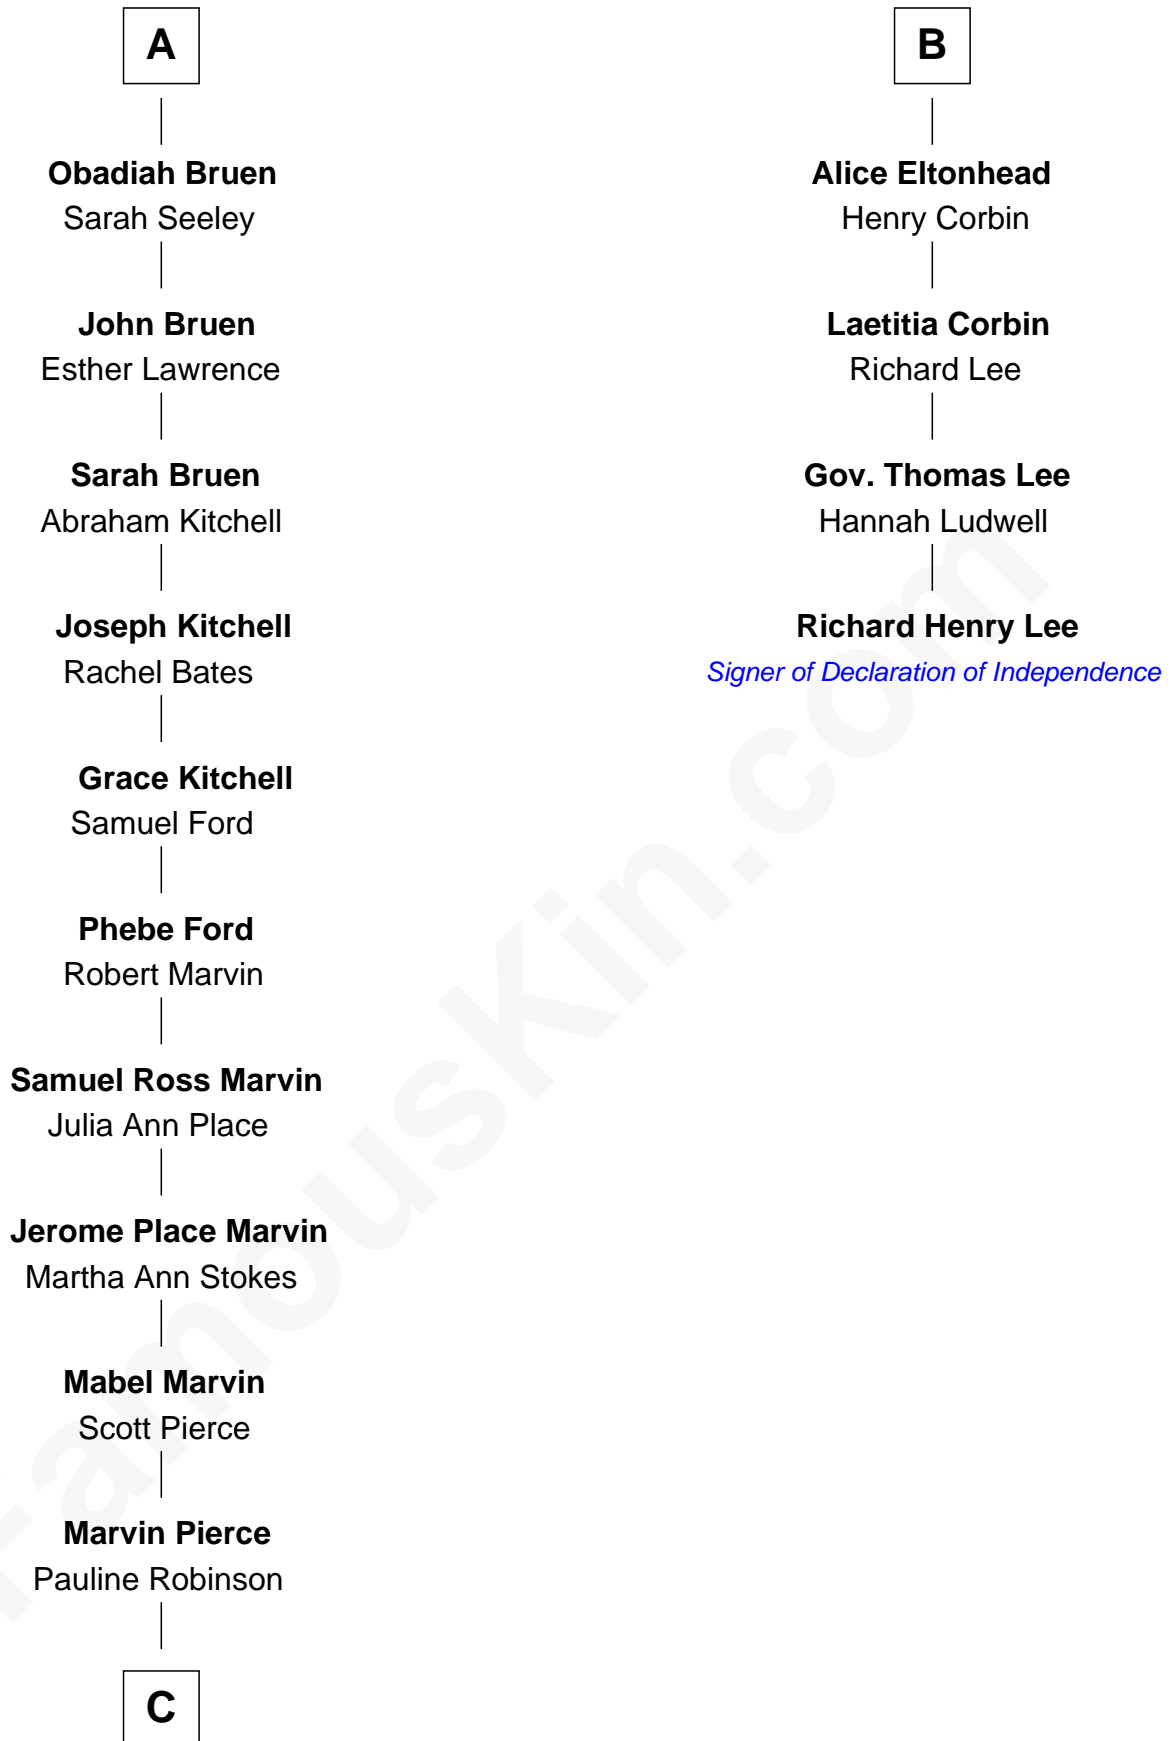 A
Obadiah Bruen
Sarah Seeley
John Bruen
Esther Lawrence
Sarah Bruen
Abraham Kitchell
Joseph Kitchell
Rachel Bates
Grace Kitchell
Samuel Ford
Phebe Ford
Robert Marvin
Samuel Ross Marvin
Julia Ann Place
Jerome Place Marvin
Martha Ann Stokes
Mabel Marvin
Scott Pierce
Marvin Pierce
Pauline Robinson
C
B
Alice Eltonhead
Henry Corbin
Laetitia Corbin
Richard Lee
Gov. Thomas Lee
Hannah Ludwell
Richard Henry Lee
Signer of Declaration of Independence
FamousKin.com